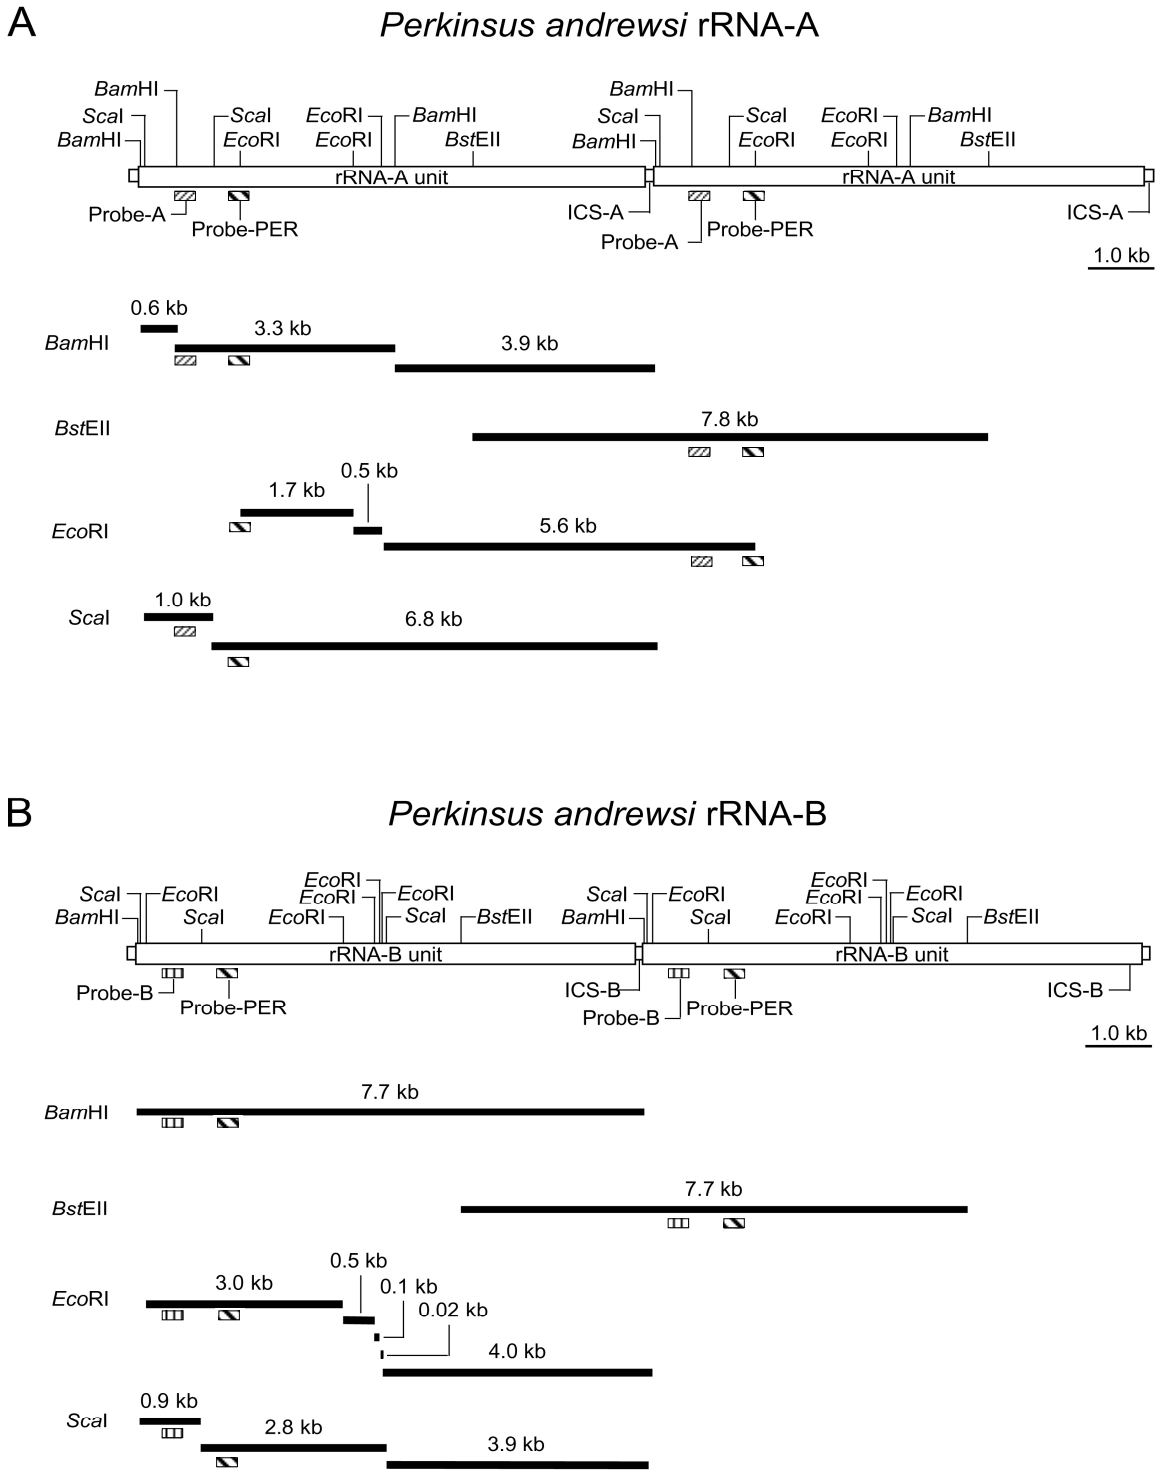 A
Perkinsus andrewsi rRNA-A
BamHI BamHI
ScaI ScaI EcoRI BamHI ScaI ScaI EcoRI BamHI
BamHI EcoRI EcoRI BstEII BamHI EcoRI EcoRI BstEII
rRNA-A unit rRNA-A unit
Probe-A Probe-PER ICS-A Probe-A Probe-PER ICS-A
1.0 kb
0.6 kb
BamHI 3.3 kb 3.9 kb
BstEII 7.8 kb
0.5 kb
1.7 kb
EcoRI 5.6 kb
1.0 kb
ScaI 6.8 kb
B
Perkinsus andrewsi rRNA-B
EcoRI EcoRI
ScaI EcoRI EcoRI EcoRI ScaI EcoRI EcoRI EcoRI
BamHI ScaI EcoRI ScaI BstEII BamHI ScaI EcoRI ScaI BstEII
rRNA-B unit rRNA-B unit
Probe-B Probe-PER ICS-B Probe-B Probe-PER ICS-B
1.0 kb
7.7 kb
BamHI
7.7 kb
BstEII
0.5 kb
3.0 kb 0.1 kb
EcoRI 0.02 kb
4.0 kb
0.9 kb
ScaI 2.8 kb 3.9 kb